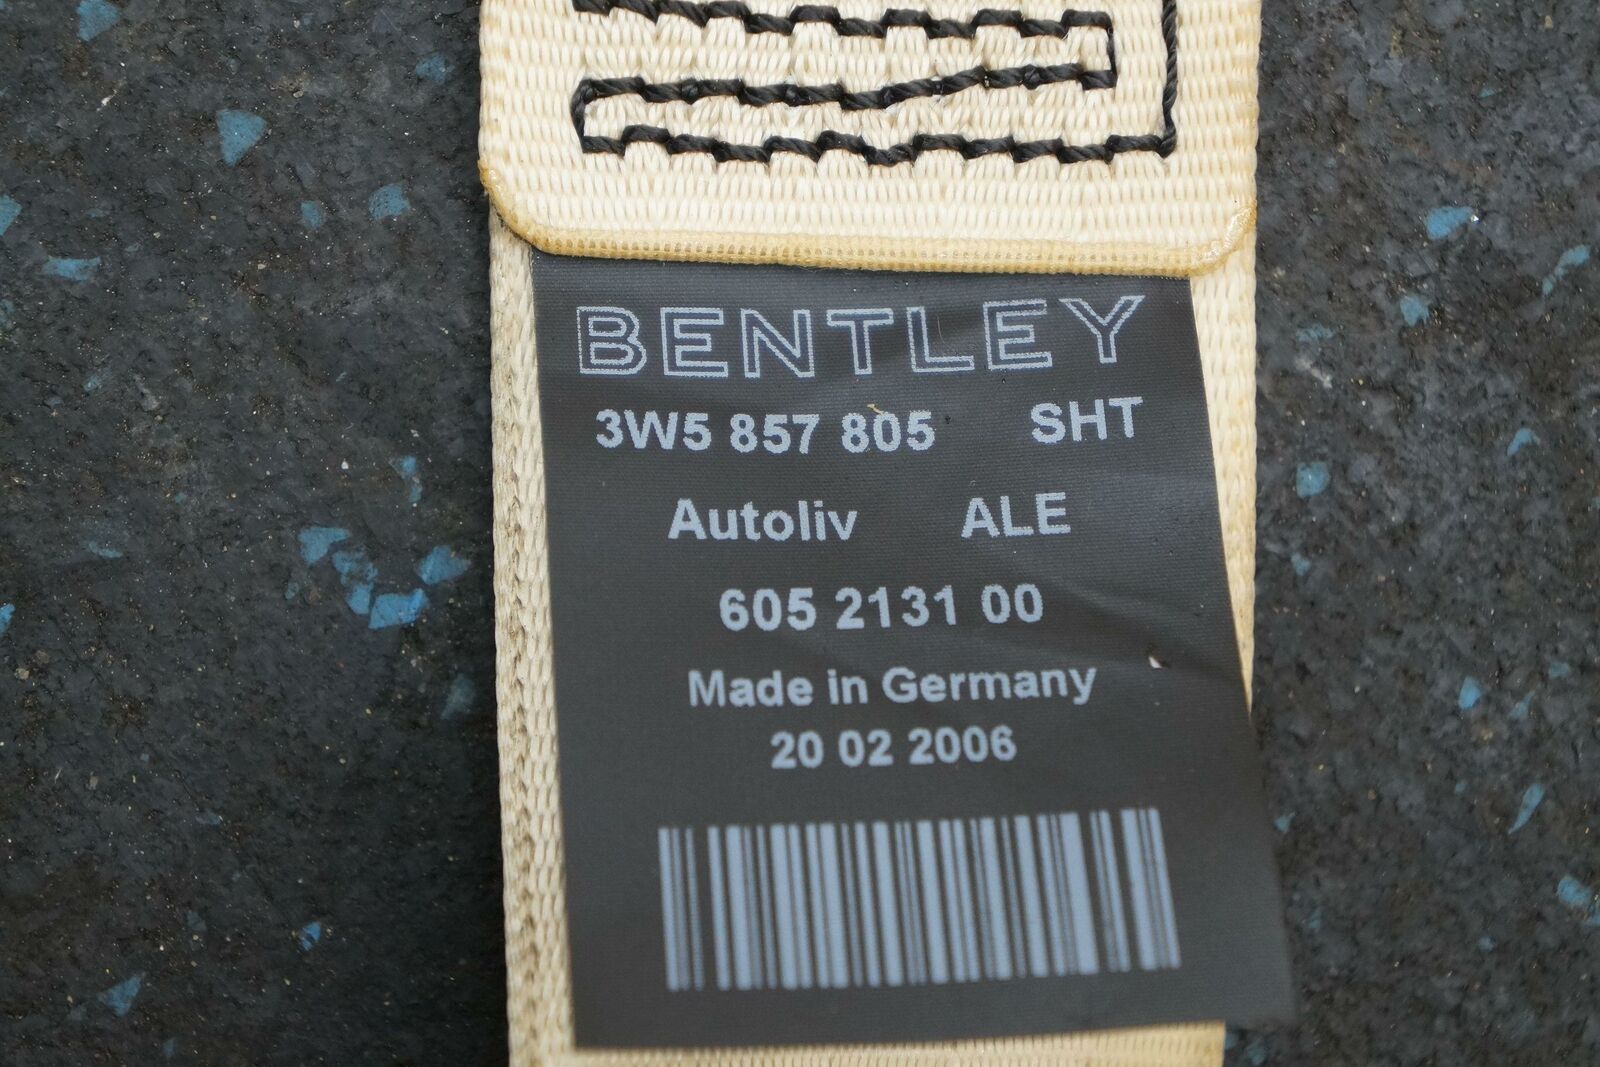 BENTLEY
3W5 857 805 SHT
Autoliv ALE
605 2131 00
Made in Germany
20 02 2006